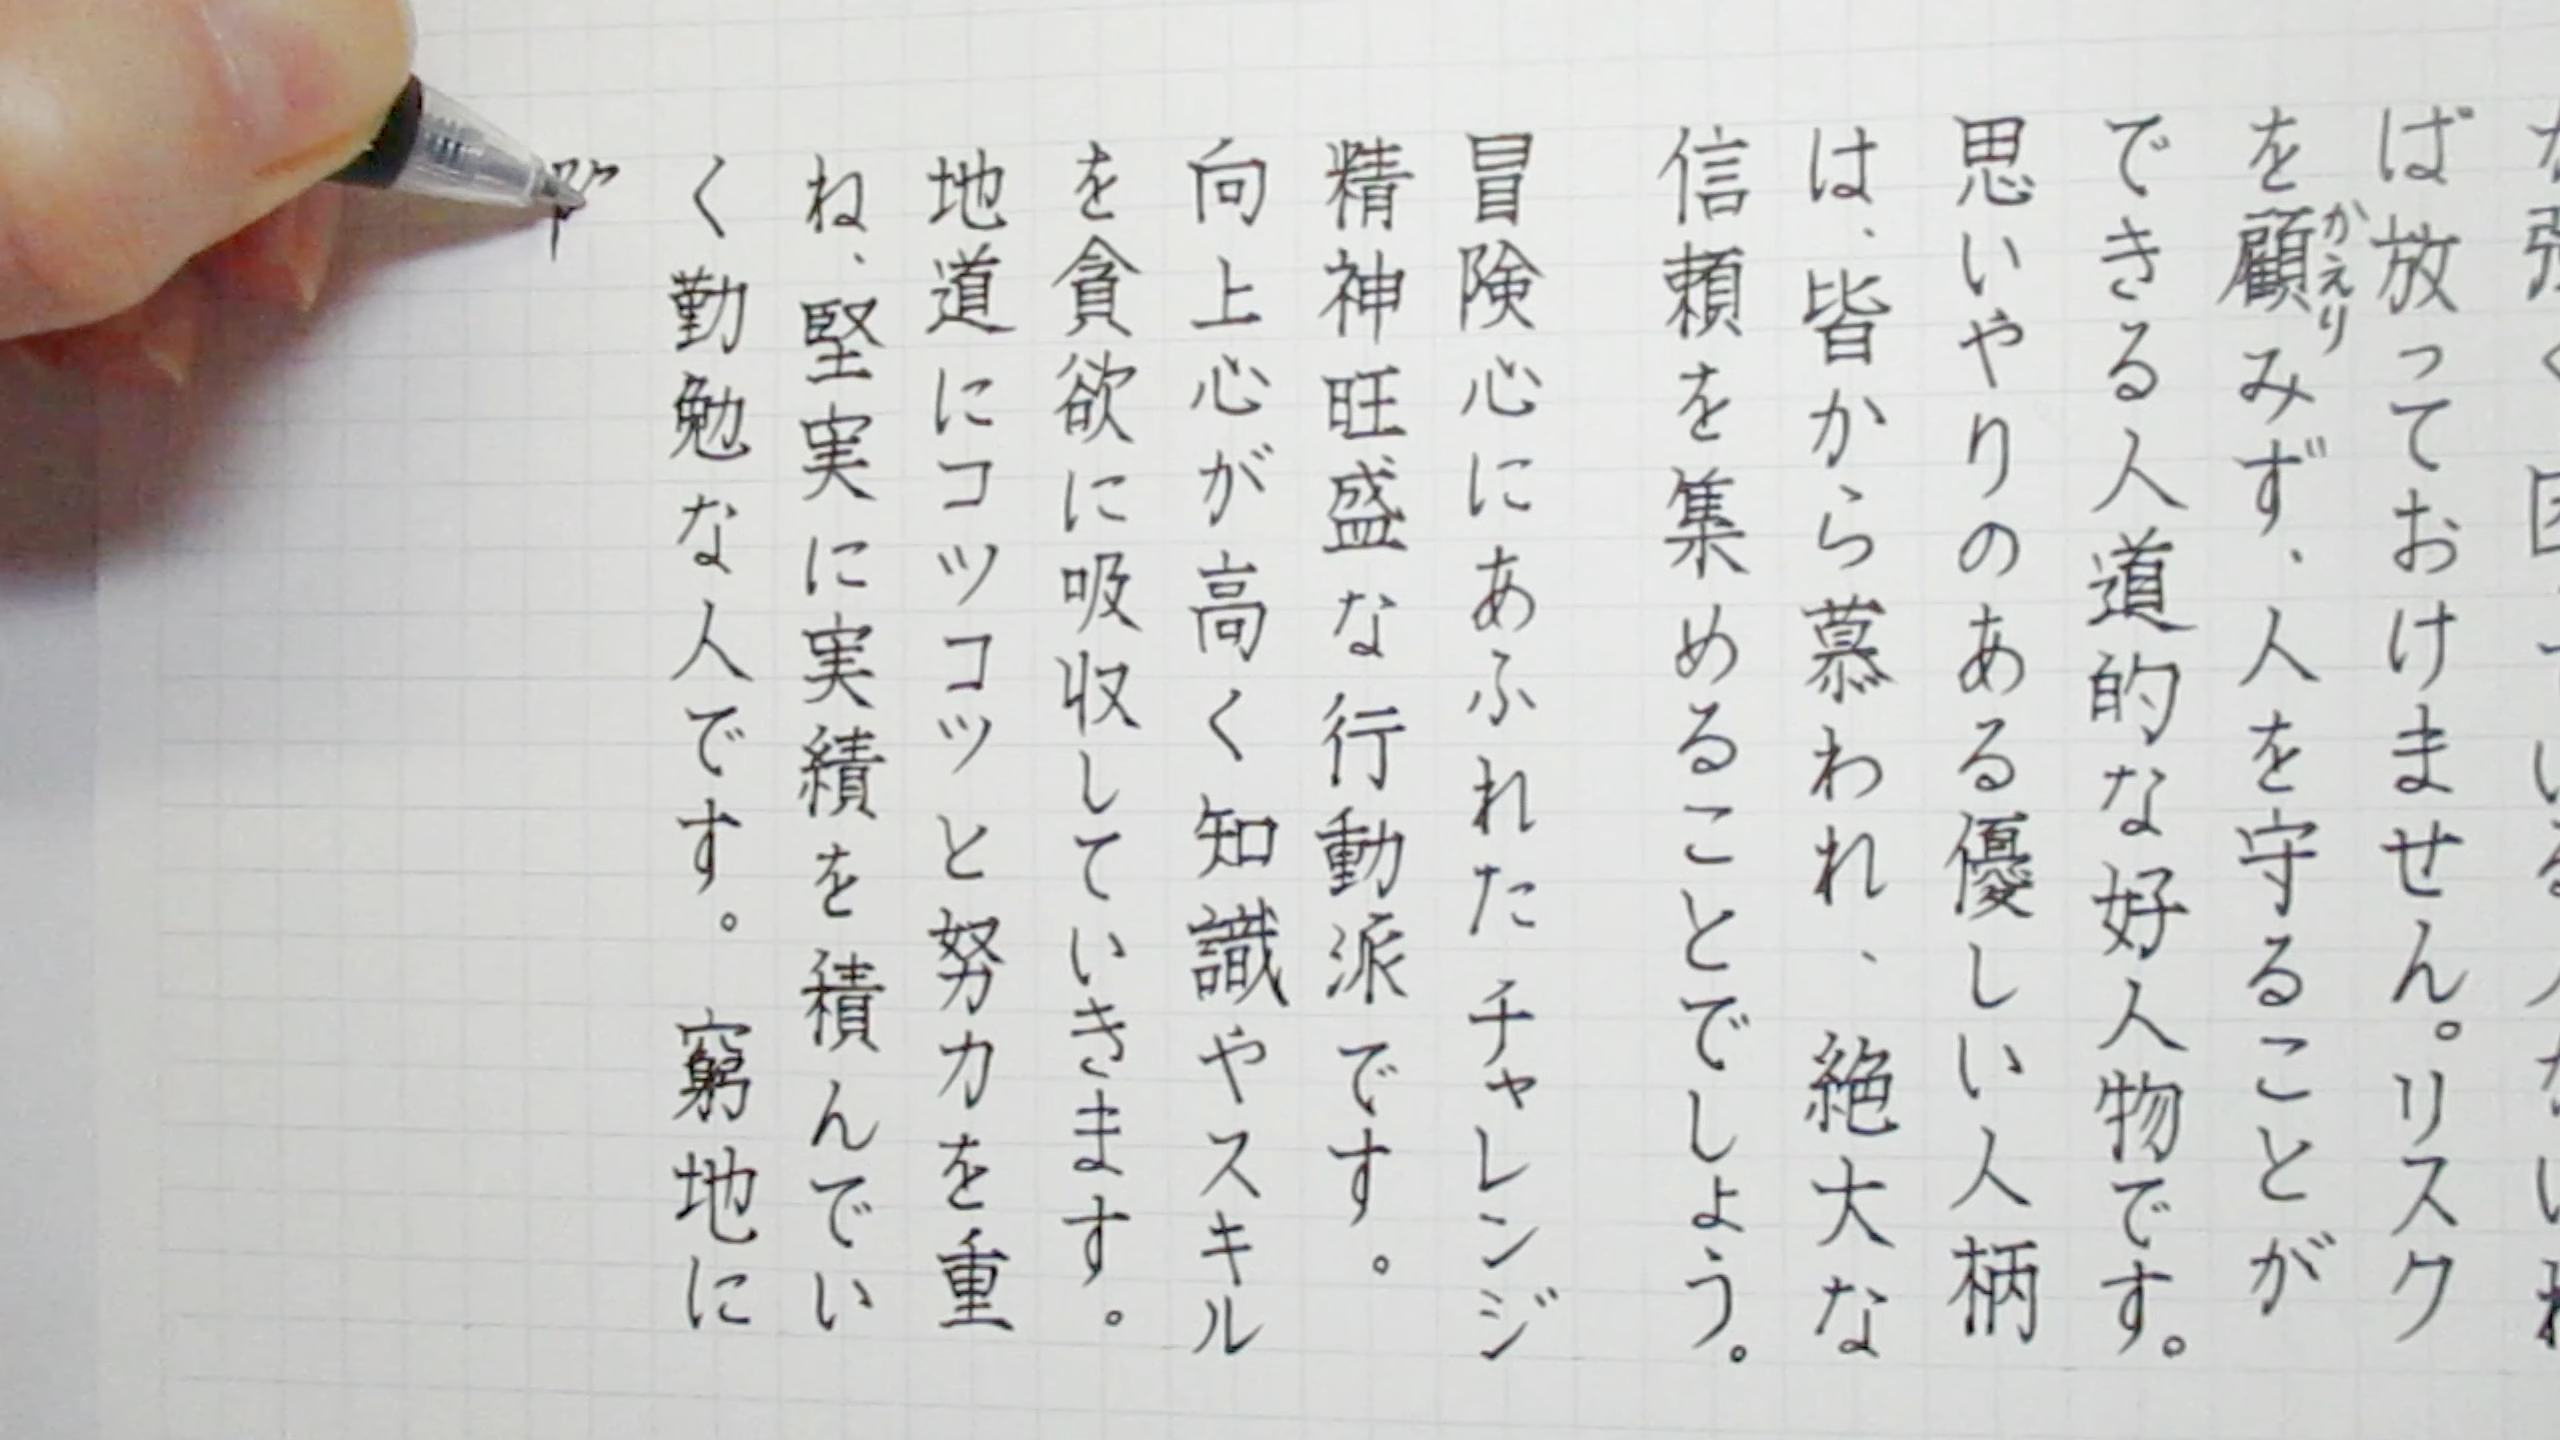 ば放っておけません。リスク
を顧みず、人を守ることが
かえり
できる人道的な好人物です。
思いやりのある優しい人柄
は、皆から慕われ、絶大な
信頼を集めることでしょう。
冒険心にあふれたチャレンジ
精神旺盛な行動派です。
向上心が高く知識やスキル
を貪欲に吸収していきます。
地道にコツコツと努力を重
ね、堅実に実績を積んでい
く勤勉な人です。窮地に